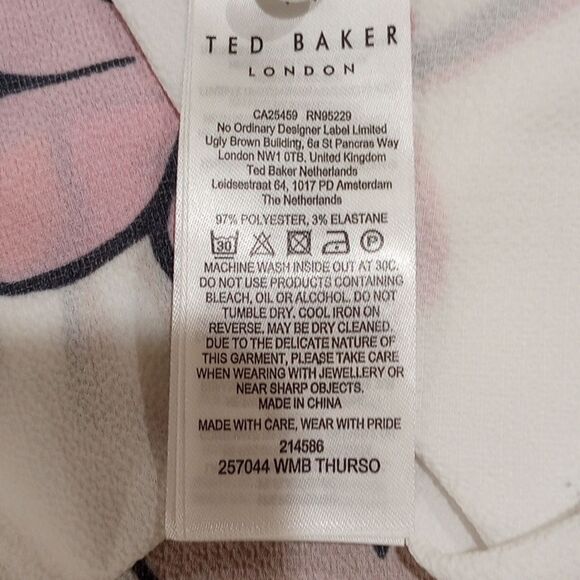 TED BAKER
LONDON
CA25459 RN95229
No Ordinary Designer Label Limited
Ugly Brown Building, 6a St Pancras Way
London NW1 0TB, United Kingdom
Ted Baker Netherlands
Leidsestraat 64, 1017 PD Amsterdam
The Netherlands
97% POLYESTER, 3% ELASTANE
30 P
MACHINE WASH INSIDE OUT AT 30C.
DO NOT USE PRODUCTS CONTAINING
BLEACH, OIL OR ALCOHOL. DO NOT
TUMBLE DRY. COOL IRON ON
REVERSE. MAY BE DRY CLEANED.
DUE TO THE DELICATE NATURE OF
THIS GARMENT, PLEASE TAKE CARE
WHEN WEARING WITH JEWELLERY OR
NEAR SHARP OBJECTS.
MADE IN CHINA
MADE WITH CARE, WEAR WITH PRIDE
214586
257044 WMB THURSO